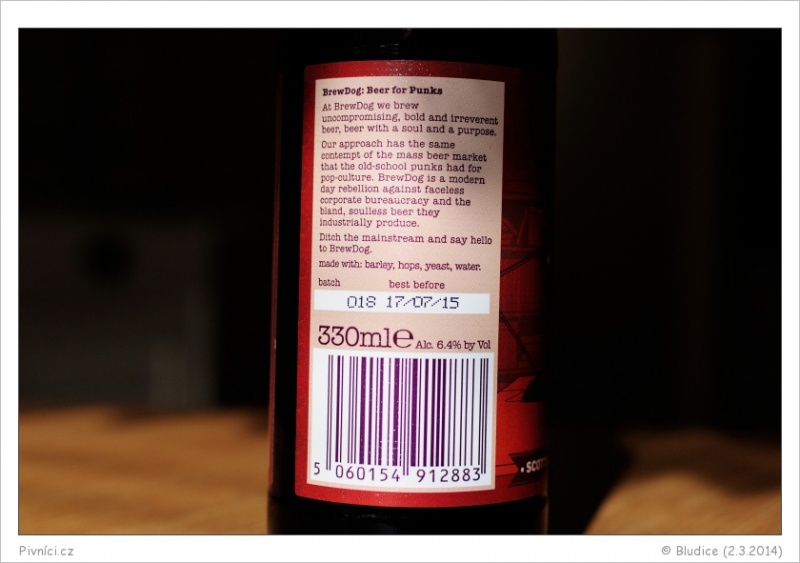 BrewDog: Beer for Punks
At BrewDog we brew
uncompromising, bold and irreverent
beer, beer with a soul and a purpose.
Our approach has the same
contempt of the mass beer market
that the old-school punks had for
pop-culture. BrewDog is a modern
day rebellion against faceless
corporate bureaucracy and the
bland, soulless beer they
industrially produce.
Ditch the mainstream and say hello
to BrewDog.
made with: barley, hops, yeast, water.
batch best before
018 17/07/15
330ml℮ Alc. 6.4% by Vol
5 060154 912883
Pivníci.cz © Bludice (2.3.2014)